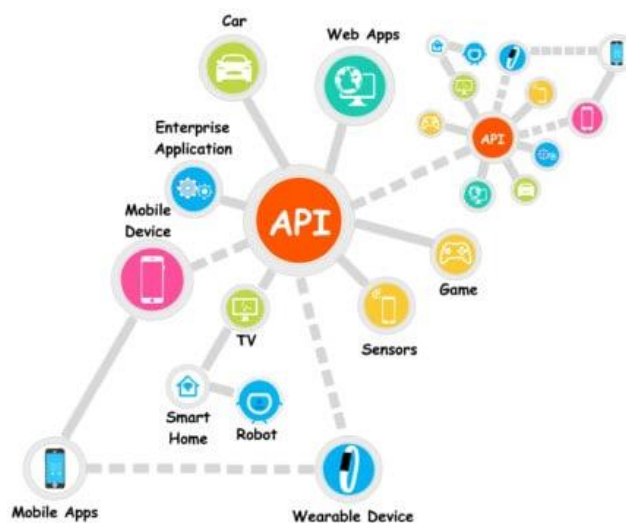 Car
Web Apps
Enterprise
Application
API
Mobile
Device
API
Game
TV
Sensors
Smart
Home
Robot
Mobile Apps
Wearable Device